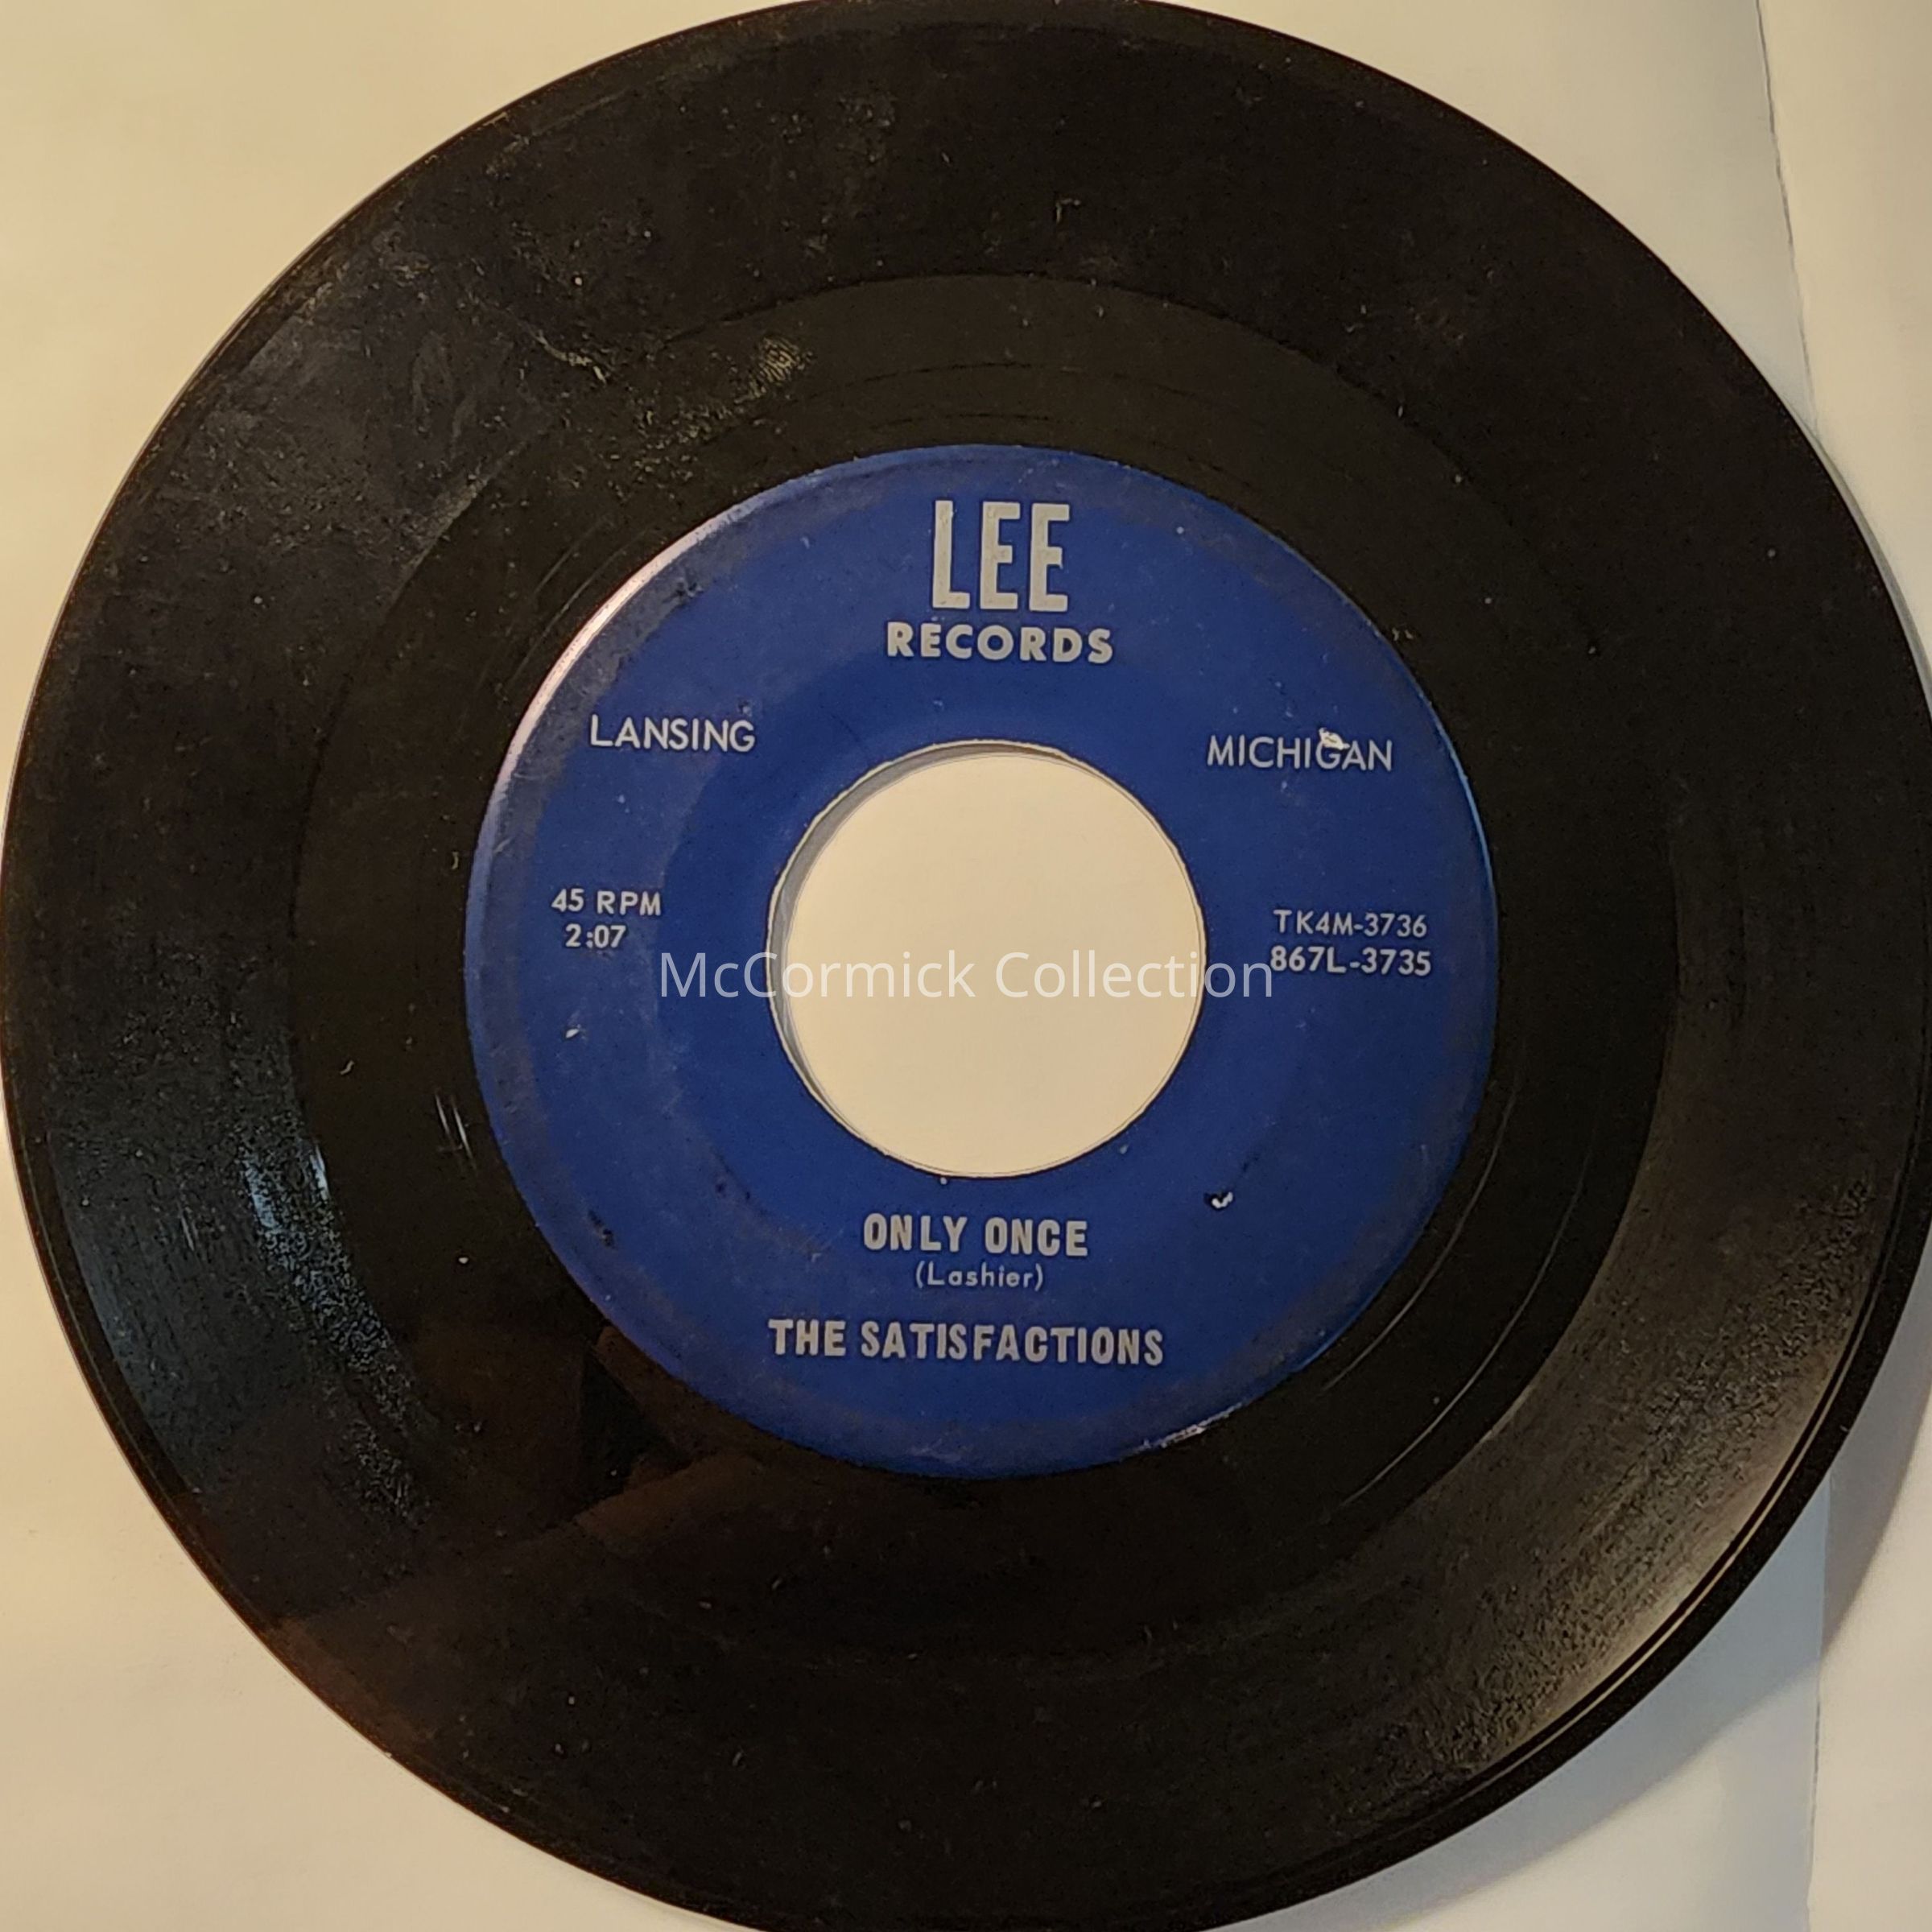 LEE
RECORDS
LANSING
MICHIGAN
45 RPM
2:07
TK4M-3736
867L-3735
McCormick Collection
ONLY ONCE
(Lashier)
THE SATISFACTIONS